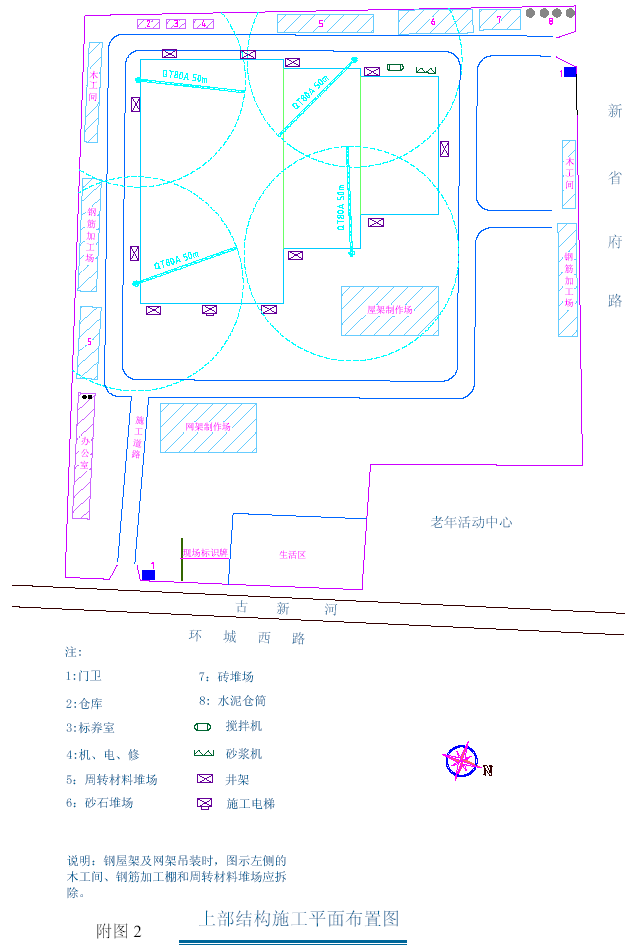 2
3
4
5
6
7
8
木工间
QT80A 50m
QT80A 50m
1
新省府路
木工间
QT80A 50m
钢筋加工场
QT80A 50m
钢筋加工场
屋架制作场
5
施工道路
网架制作场
办公室
老年活动中心
现场标识牌
生活区
1
古新河
环城西路
注:
1:门卫
7: 砖堆场
2:仓库
8: 水泥仓筒
3:标养室
搅拌机
4:机、电、修
砂浆机
5: 周转材料堆场
井架
6: 砂石堆场
施工电梯
N
说明: 钢屋架及网架吊装时, 图示左侧的
木工间、钢筋加工棚和周转材料堆场应拆
除。
附图 2
上部结构施工平面布置图